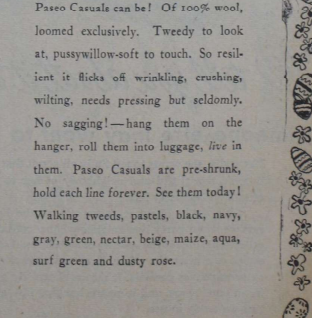 Paseo Casuals can be! Of 100% wool,
loomed exclusively. Tweedy to look
at, pussywillow-soft to touch. So resil-
ient it flicks off wrinkling, crushing,
wilting, needs pressing but seldomly.
No sagging!—hang them on the
hanger, roll them into luggage, live in
them. Paseo Casuals are pre-shrunk,
hold each line forever. See them today!
Walking tweeds, pastels, black, navy,
gray, green, nectar, beige, maize, aqua,
surf green and dusty rose.